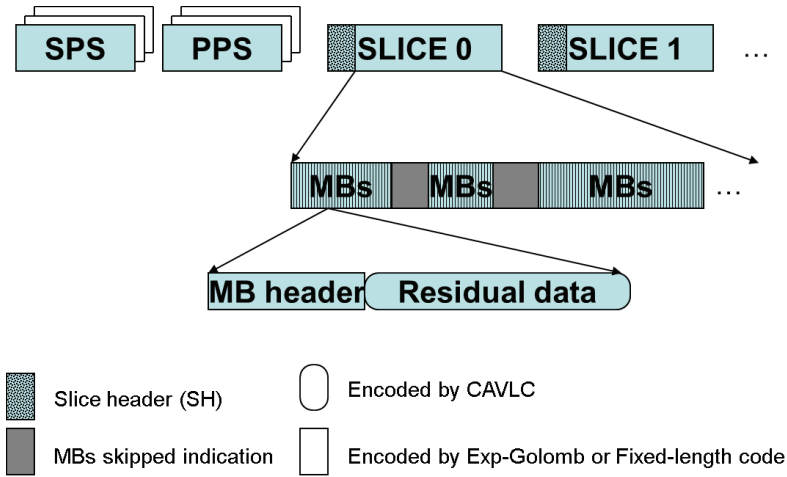 SPS
PPS
SLICE 0
SLICE 1
...
MBs
MBs
MBs
...
MB header
Residual data
Slice header (SH)
Encoded by CAVLC
MBs skipped indication
Encoded by Exp-Golomb or Fixed-length code